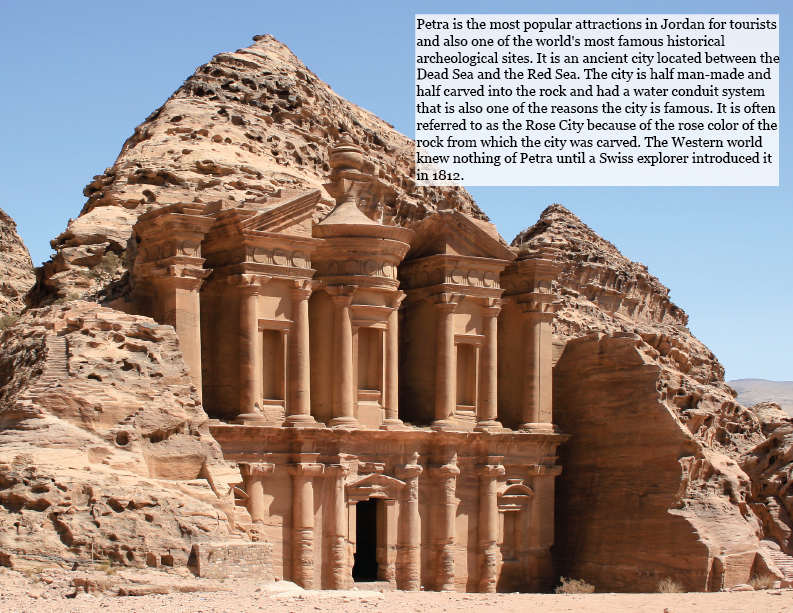 Petra is the most popular attractions in Jordan for tourists
and also one of the world's most famous historical
archeological sites. It is an ancient city located between the
Dead Sea and the Red Sea. The city is half man-made and
half carved into the rock and had a water conduit system
that is also one of the reasons the city is famous. It is often
referred to as the Rose City because of the rose color of the
rock from which the city was carved. The Western world
knew nothing of Petra until a Swiss explorer introduced it
in 1812.